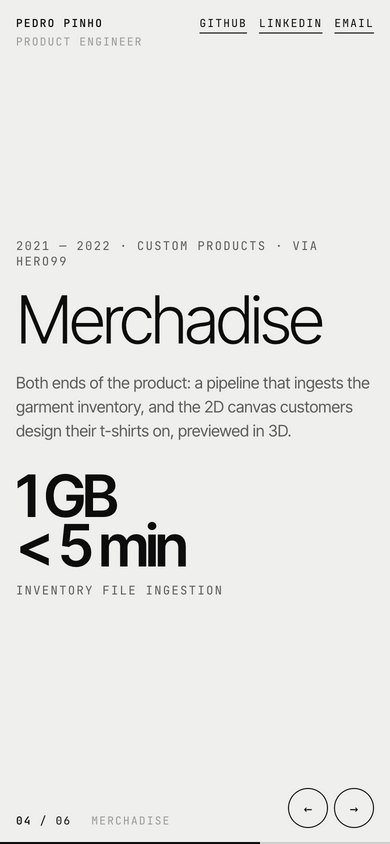 PEDRO PINHO
PRODUCT ENGINEER
GITHUB LINKEDIN EMAIL
2021 — 2022 · CUSTOM PRODUCTS · VIA
HERO99
Merchadise
Both ends of the product: a pipeline that ingests the
garment inventory, and the 2D canvas customers
design their t-shirts on, previewed in 3D.
1 GB
< 5 min
INVENTORY FILE INGESTION
04 / 06 MERCHADISE
← →